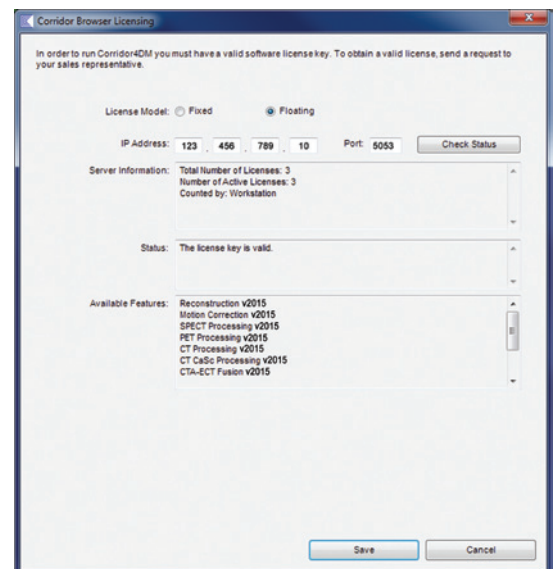 Corridor Browser Licensing
In order to run Corridor4DM you must have a valid software license key. To obtain a valid license, send a request to
your sales representative.
License Model: Fixed Floating
IP Address: 123 . 456 . 789 . 10 Port: 5053 Check Status
Server Information: Total Number of Licenses: 3
Number of Active Licenses: 3
Counted by: Workstation
Status: The license key is valid.
Available Features: Reconstruction v2015
Motion Correction v2015
SPECT Processing v2015
PET Processing v2015
CT Processing v2015
CT CaSc Processing v2015
CTA-ECT Fusion v2015
Save Cancel